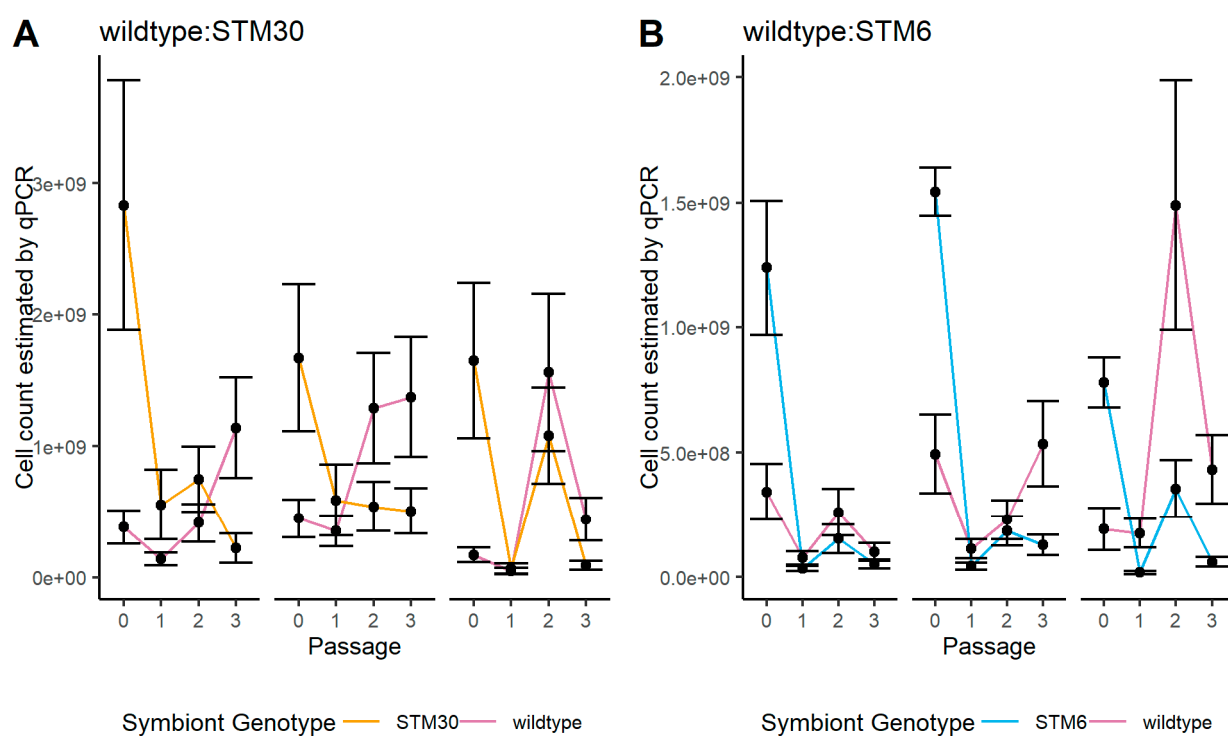 A wildtype:STM30
Cell count estimated by qPCR
3e+09
2e+09
1e+09
0e+00
0 1 2 3 0 1 2 3 0 1 2 3
Passage
Symbiont Genotype STM30 wildtype
B wildtype:STM6
Cell count estimated by qPCR
2.0e+09
1.5e+09
1.0e+09
5.0e+08
0.0e+00
0 1 2 3 0 1 2 3 0 1 2 3
Passage
Symbiont Genotype STM6 wildtype